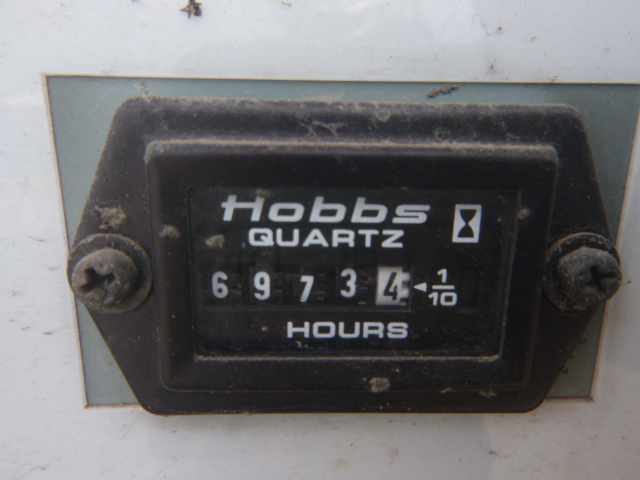 Hobbs
QUARTZ
6 9 7 3 4 ◂ 1/10
HOURS